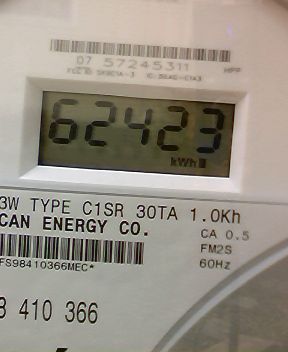 07 57245311
62423
kWh
3W TYPE C1SR 30TA 1.0Kh
CAN ENERGY CO.
CA 0.5
FM2S
FS98410366MEC*
60Hz
8 410 366